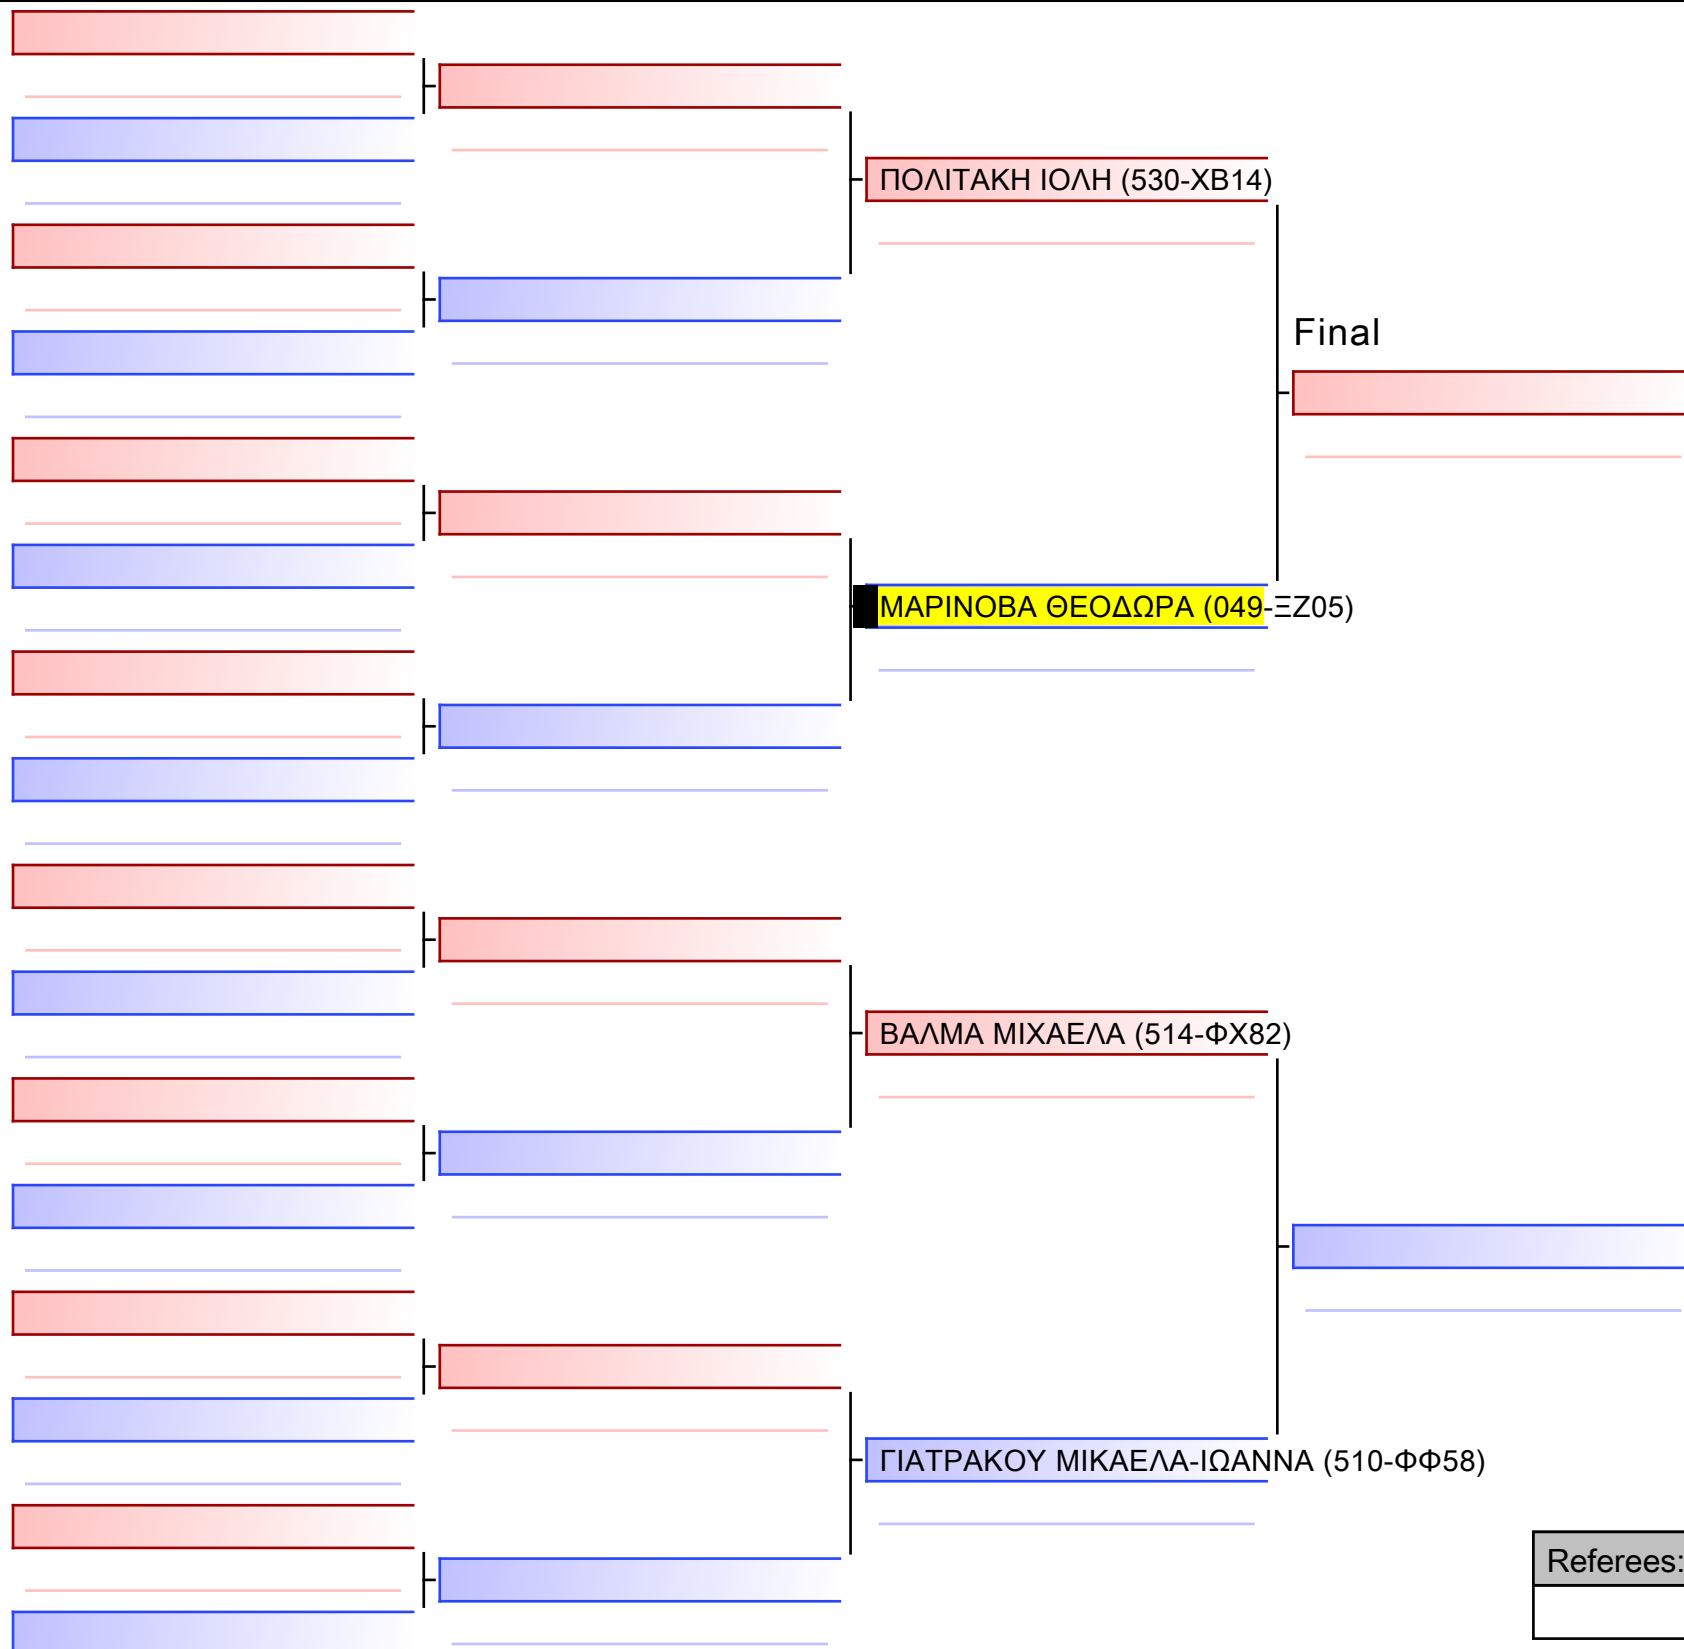 ΠΟΛΙΤΑΚΗ ΙΟΛΗ (530-ΧΒ14)
Final
ΜΑΡΙΝΟΒΑ ΘΕΟΔΩΡΑ (049-ΞΖ05)
ΒΑΛΜΑ ΜΙΧΑΕΛΑ (514-ΦΧ82)
ΓΙΑΤΡΑΚΟΥ ΜΙΚΑΕΛΑ-ΙΩΑΝΝΑ (510-ΦΦ58)
Referees: